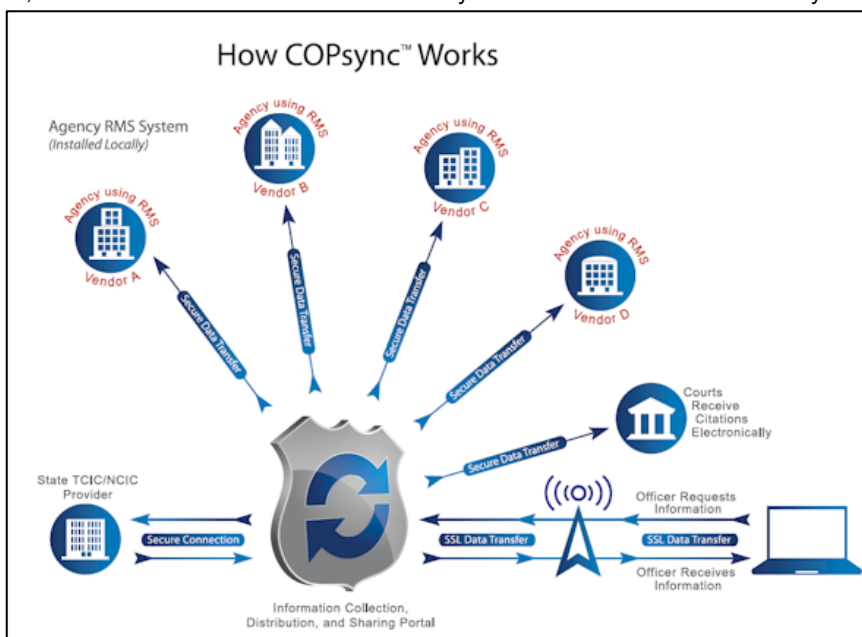 How COPsync™ Works
Agency RMS System
(Installed Locally)
Agency using RMS
Vendor A
Secure Data Transfer
Agency using RMS
Vendor B
Secure Data Transfer
Agency using RMS
Vendor C
Secure Data Transfer
Agency using RMS
Vendor D
Secure Data Transfer
Courts
Receive
Citations
Electronically
Secure Data Transfer
State TCIC/NCIC
Provider
Secure Connection
SSL Data Transfer
Officer Requests
Information
SSL Data Transfer
Officer Receives
Information
Information Collection,
Distribution, and Sharing Portal